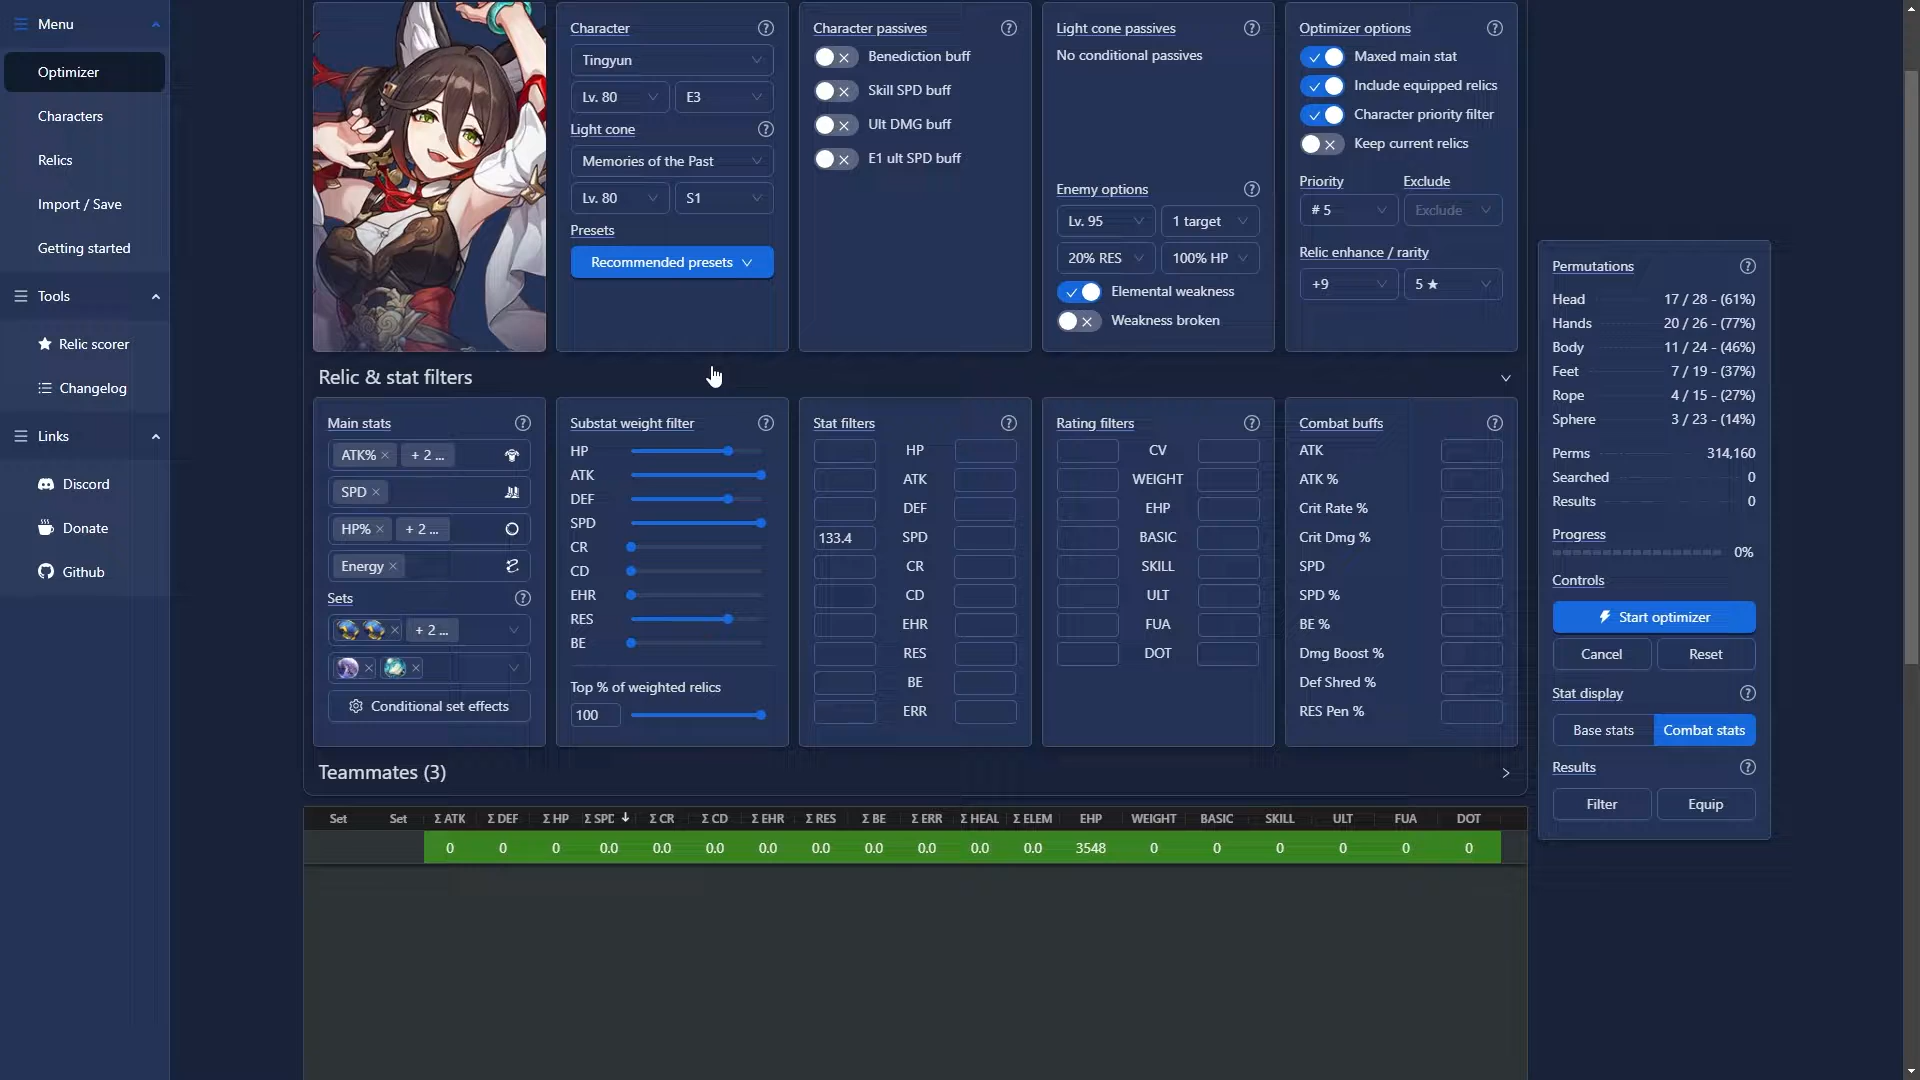 Menu
Optimizer
Characters
Relics
Import / Save
Getting started
Tools
Relic scorer
Changelog
Links
Discord
Donate
Github
Character
Tingyun
Lv. 80
E3
Light cone
Memories of the Past
Lv. 80
S1
Presets
Recommended presets
Character passives
Benediction buff
Skill SPD buff
Ult DMG buff
E1 ult SPD buff
Light cone passives
No conditional passives
Enemy options
Lv. 95
1 target
20% RES
100% HP
Elemental weakness
Weakness broken
Optimizer options
Maxed main stat
Include equipped relics
Character priority filter
Keep current relics
Priority
Exclude
# 5
Exclude
Relic enhance / rarity
+9
5 ★
Relic & stat filters
Main stats
ATK%
+ 2 ...
SPD
HP%
+ 2 ...
Energy
Sets
+ 2 ...
Conditional set effects
Substat weight filter
HP
ATK
DEF
SPD
CR
CD
EHR
RES
BE
Top % of weighted relics
100
Stat filters
HP
ATK
DEF
133.4 SPD
CR
CD
EHR
RES
BE
ERR
Rating filters
CV
WEIGHT
EHP
BASIC
SKILL
ULT
FUA
DOT
Combat buffs
ATK
ATK %
Crit Rate %
Crit Dmg %
SPD
SPD %
BE %
Dmg Boost %
Def Shred %
RES Pen %
Teammates (3)
Permutations
Head 17 / 28 - (61%)
Hands 20 / 26 - (77%)
Body 11 / 24 - (46%)
Feet 7 / 19 - (37%)
Rope 4 / 15 - (27%)
Sphere 3 / 23 - (14%)
Perms 314,160
Searched 0
Results 0
Progress
0%
Controls
Start optimizer
Cancel
Reset
Stat display
Base stats
Combat stats
Results
Filter
Equip
Set Set Σ ATK Σ DEF Σ HP Σ SPD Σ CR Σ CD Σ EHR Σ RES Σ BE Σ ERR Σ HEAL Σ ELEM EHP WEIGHT BASIC SKILL ULT FUA DOT
0 0 0 0.0 0.0 0.0 0.0 0.0 0.0 0.0 0.0 0.0 3548 0 0 0 0 0 0